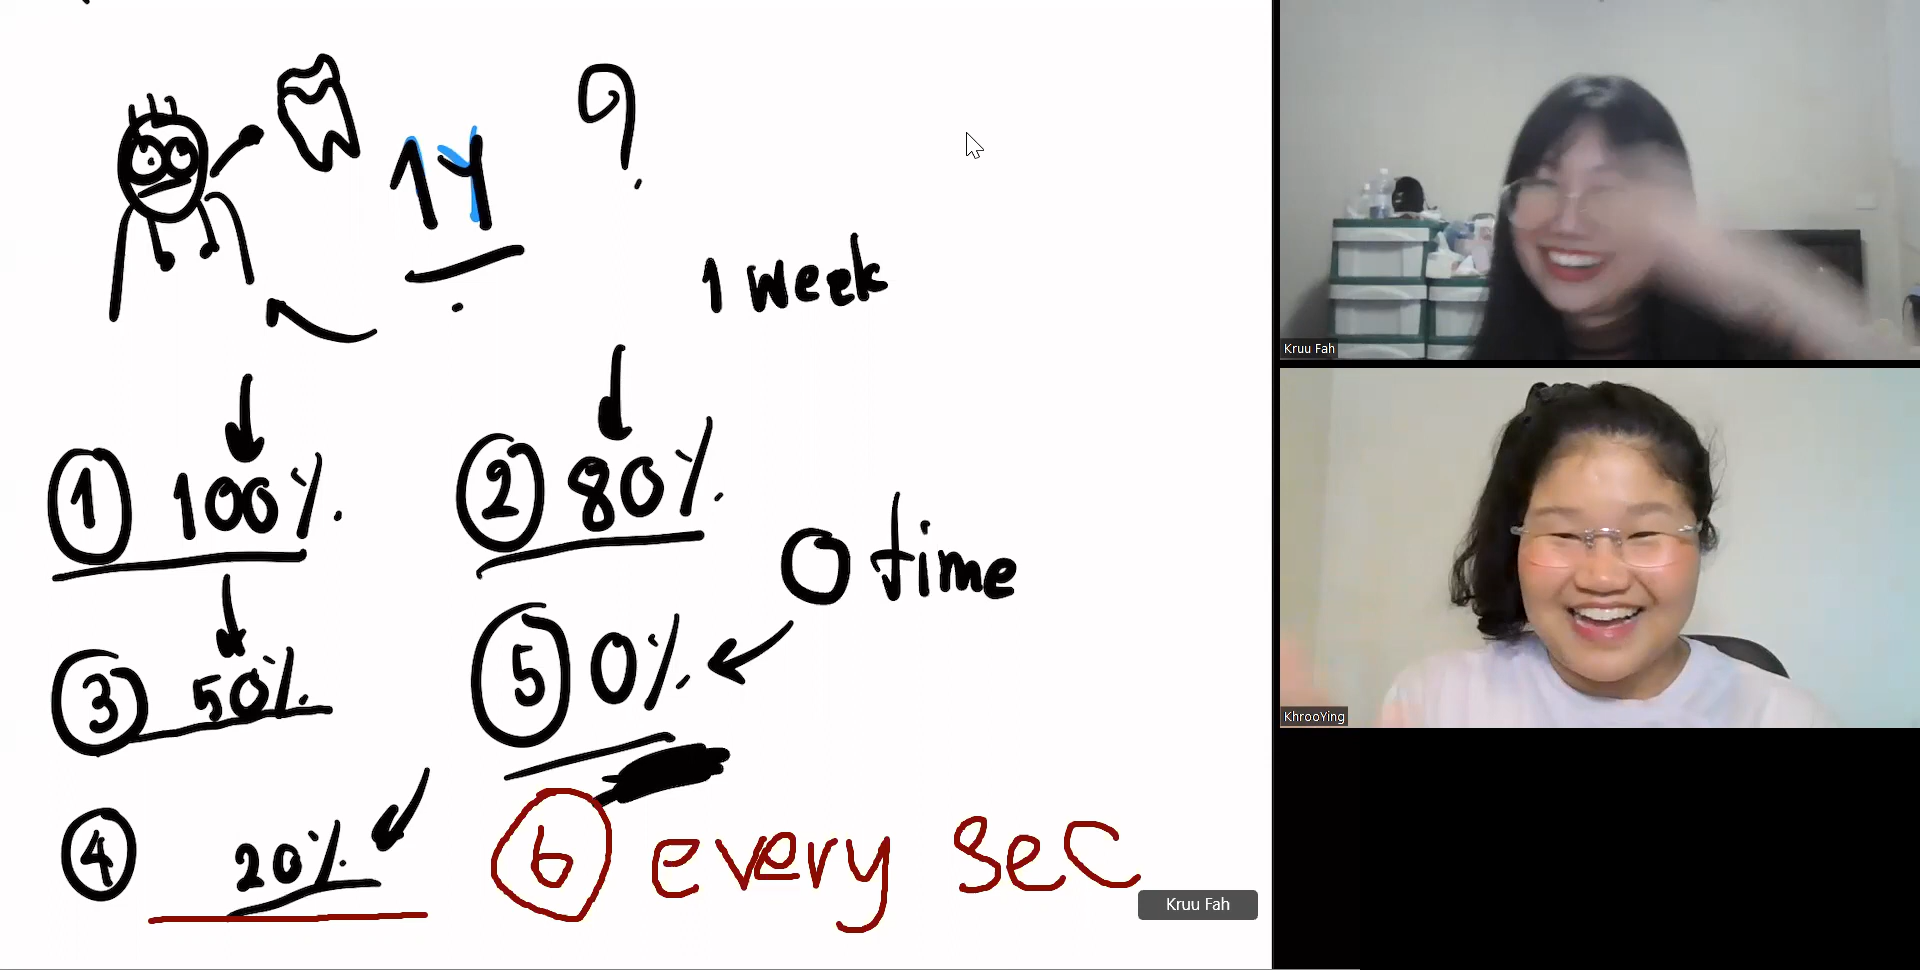 1Y ?
1 week
1 100%.
2 80%.
0 time
3 50%.
5 0%.
4 20%.
6 every sec
Kruu Fah
Kruu Fah
KhrooYing